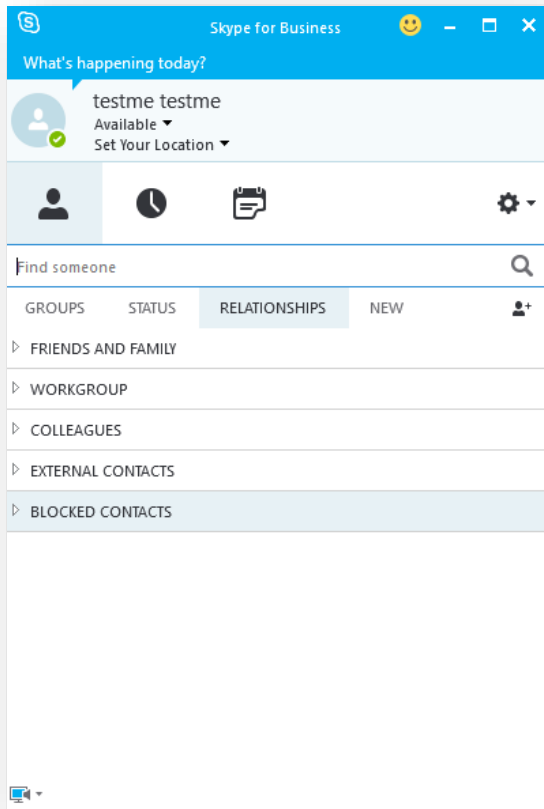 Skype for Business
What's happening today?
testme testme
Available
Set Your Location
Find someone
GROUPS STATUS RELATIONSHIPS NEW
FRIENDS AND FAMILY
WORKGROUP
COLLEAGUES
EXTERNAL CONTACTS
BLOCKED CONTACTS